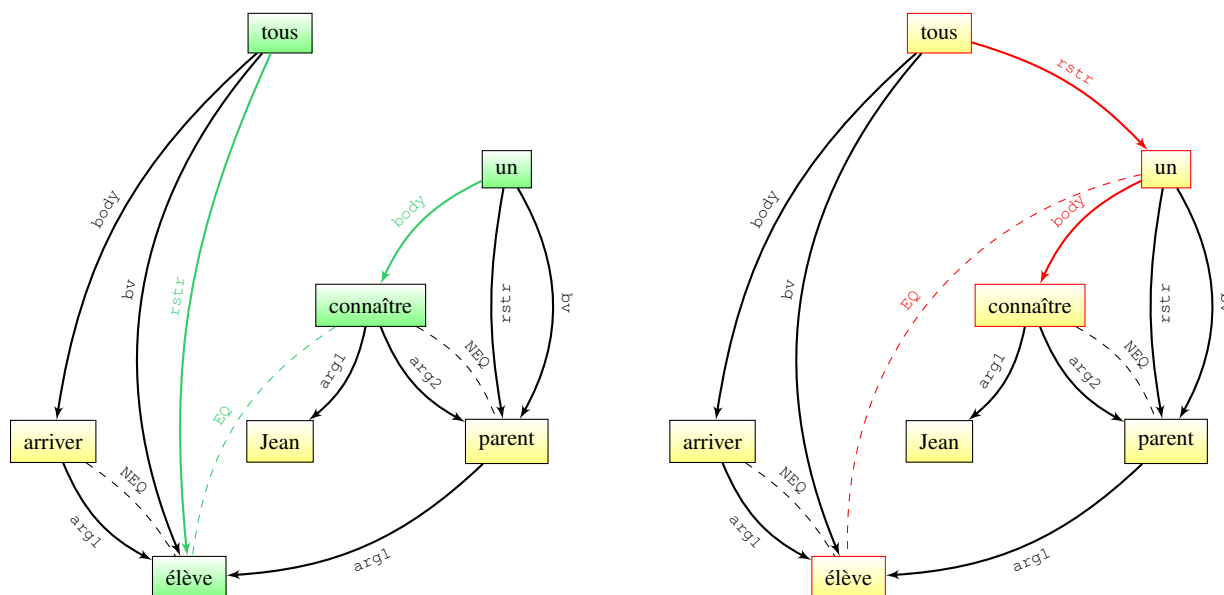 tous
tous
rstr
un
un
body
body
body
body
bv
bv
rstr
EQ
connaître
connaître
rstr
bv
rstr
bv
NEQ
NEQ
arg1
arg2
arg1
arg2
EQ
arriver
Jean
parent
arriver
Jean
parent
NEQ
NEQ
arg1
arg1
arg1
arg1
élève
élève